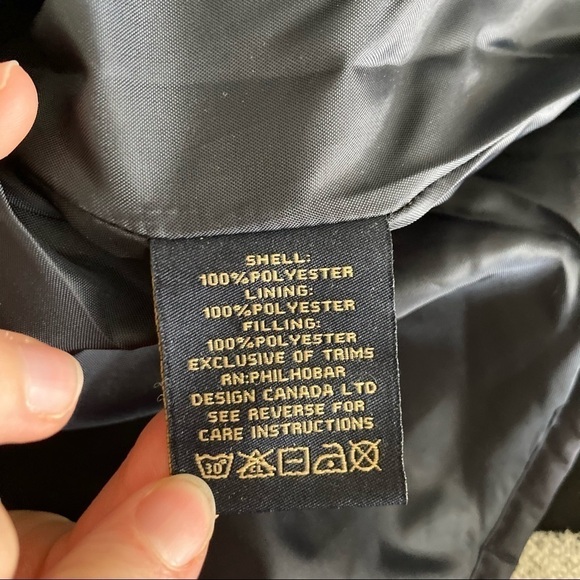 SHELL:
100%POLYESTER
LINING:
100%POLYESTER
FILLING:
100%POLYESTER
EXCLUSIVE OF TRIMS
RN:PHILHOBAR
DESIGN CANADA LTD
SEE REVERSE FOR
CARE INSTRUCTIONS
30° CL